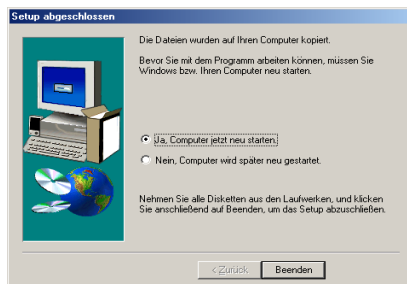 Setup abgeschlossen
Die Dateien wurden auf Ihren Computer kopiert.
Bevor Sie mit dem Programm arbeiten können, müssen Sie
Windows bzw. Ihren Computer neu starten.
Ja, Computer jetzt neu starten.
Nein, Computer wird später neu gestartet.
Nehmen Sie alle Disketten aus den Laufwerken, und klicken
Sie anschließend auf Beenden, um das Setup abzuschließen.
< Zurück
Beenden